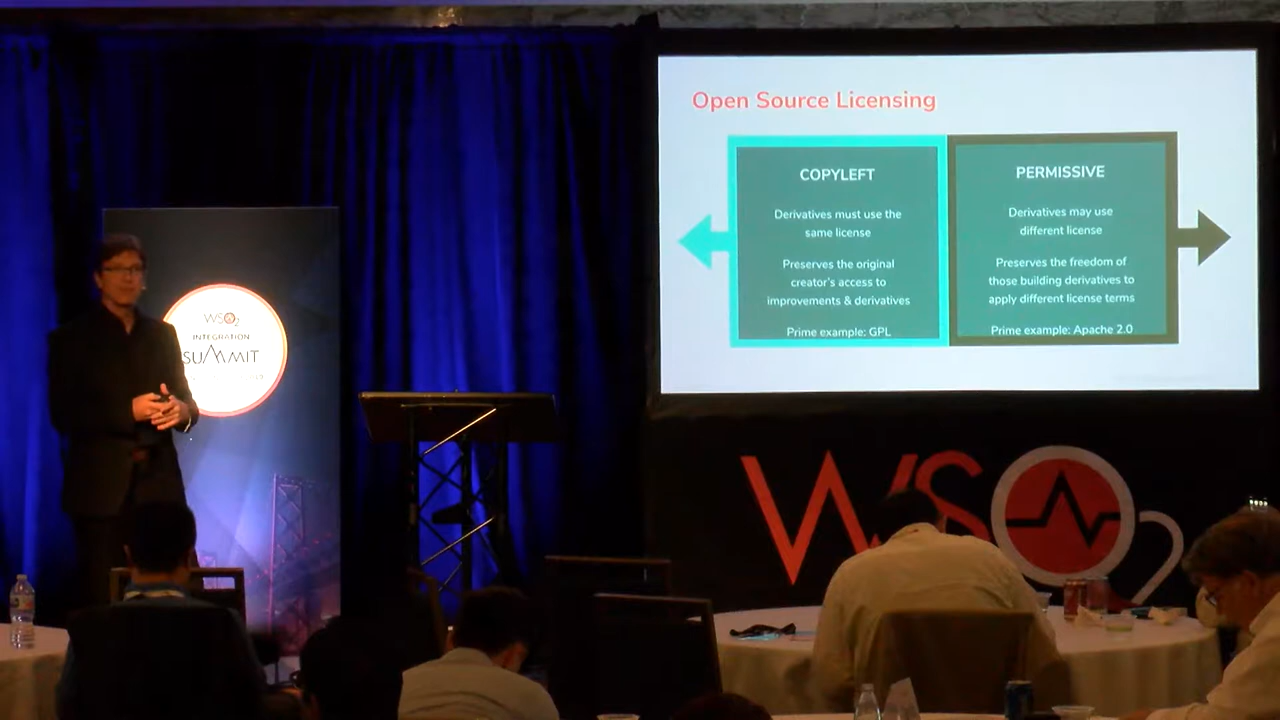 Open Source Licensing
COPYLEFT
Derivatives must use the
same license
Preserves the original
creator's access to
improvements & derivatives
Prime example: GPL
PERMISSIVE
Derivatives may use
different license
Preserves the freedom of
those building derivatives to
apply different license terms
Prime example: Apache 2.0
WSO2
INTEGRATION
SUMMIT
WSO2